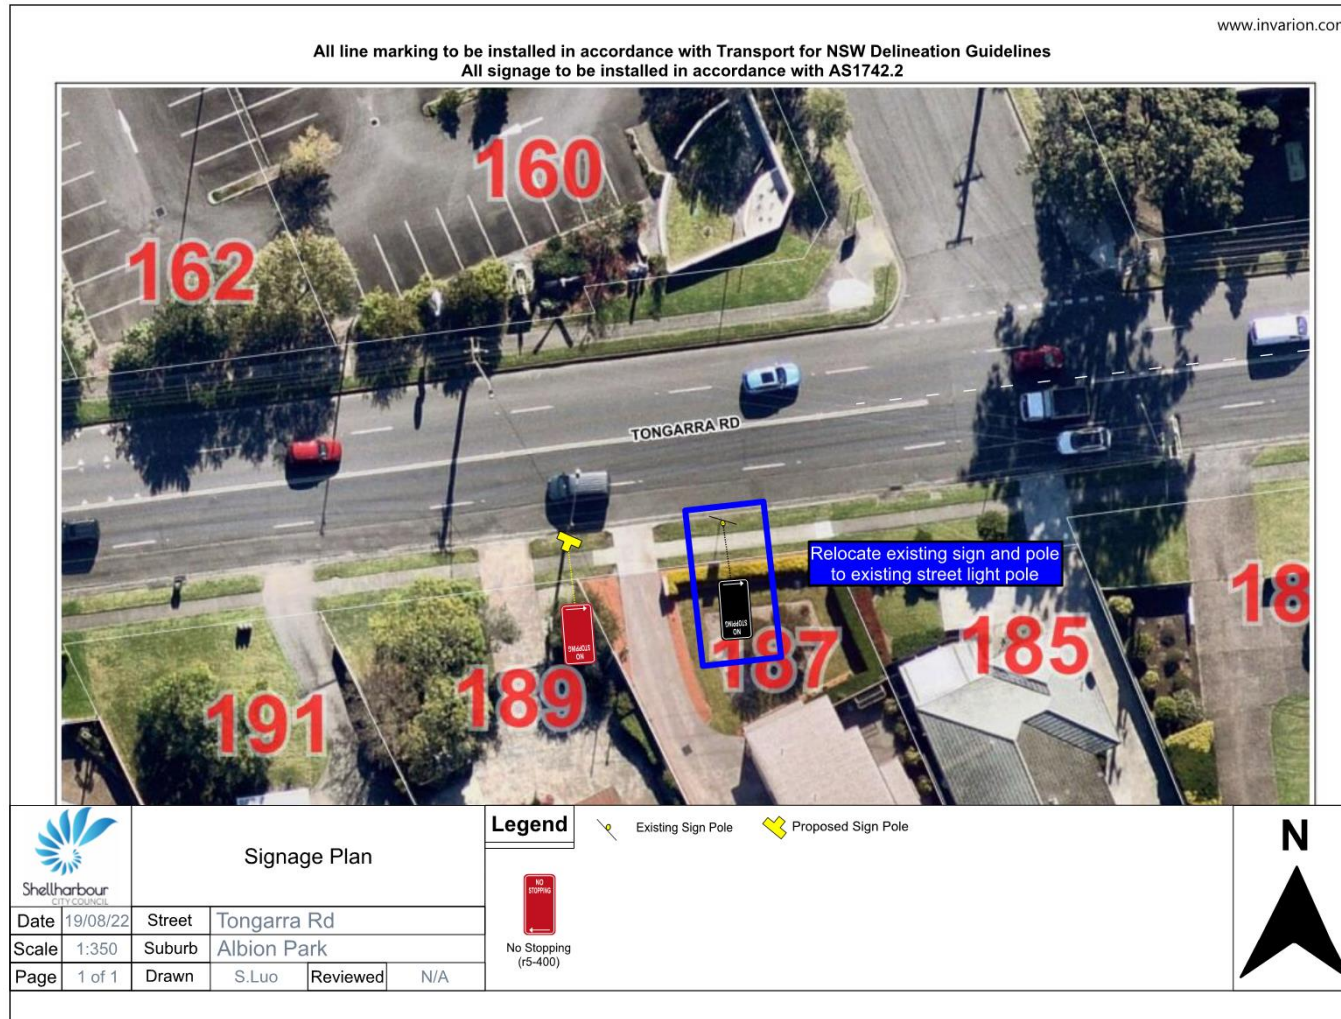 www.invarion.com
All line marking to be installed in accordance with Transport for NSW Delineation Guidelines
All signage to be installed in accordance with AS1742.2
160
162
TONGARRA RD
Relocate existing sign and pole
to existing street light pole
NO
STOPPING
NO
STOPPING
18
185
187
189
191
Shellharbour
CITY COUNCIL
Signage Plan
Date 19/08/22 Street Tongarra Rd
Scale 1:350 Suburb Albion Park
Page 1 of 1 Drawn S.Luo Reviewed N/A
Legend
Existing Sign Pole
Proposed Sign Pole
NO
STOPPING
No Stopping
(r5-400)
N